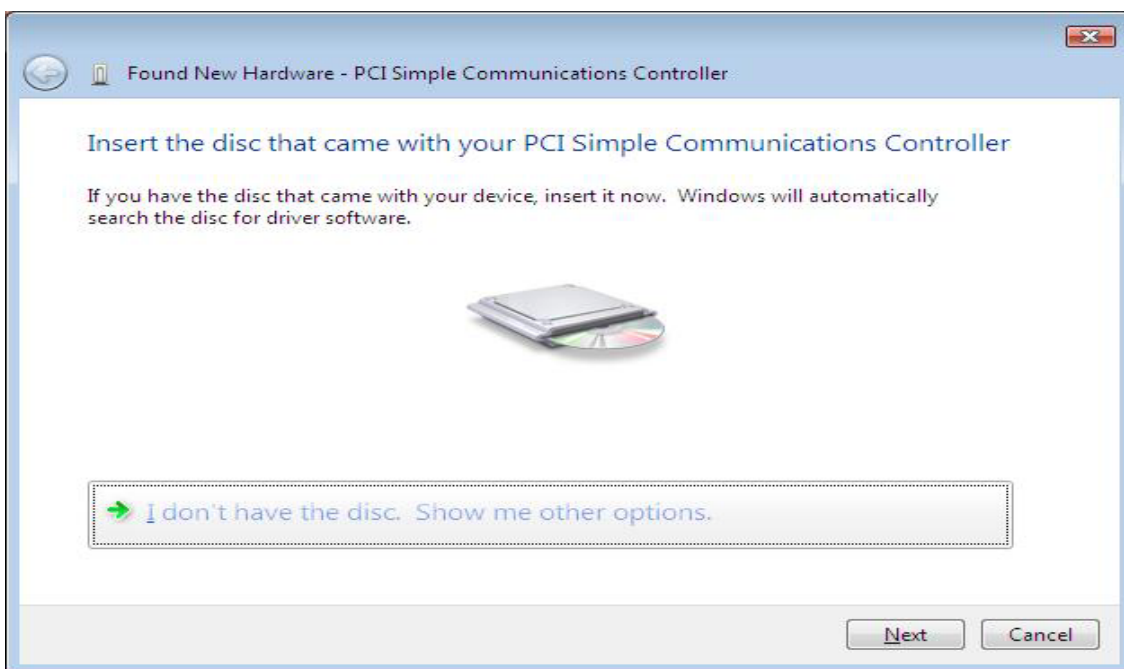 Found New Hardware - PCI Simple Communications Controller
Insert the disc that came with your PCI Simple Communications Controller
If you have the disc that came with your device, insert it now.  Windows will automatically
search the disc for driver software.
I don't have the disc.  Show me other options.
Next
Cancel